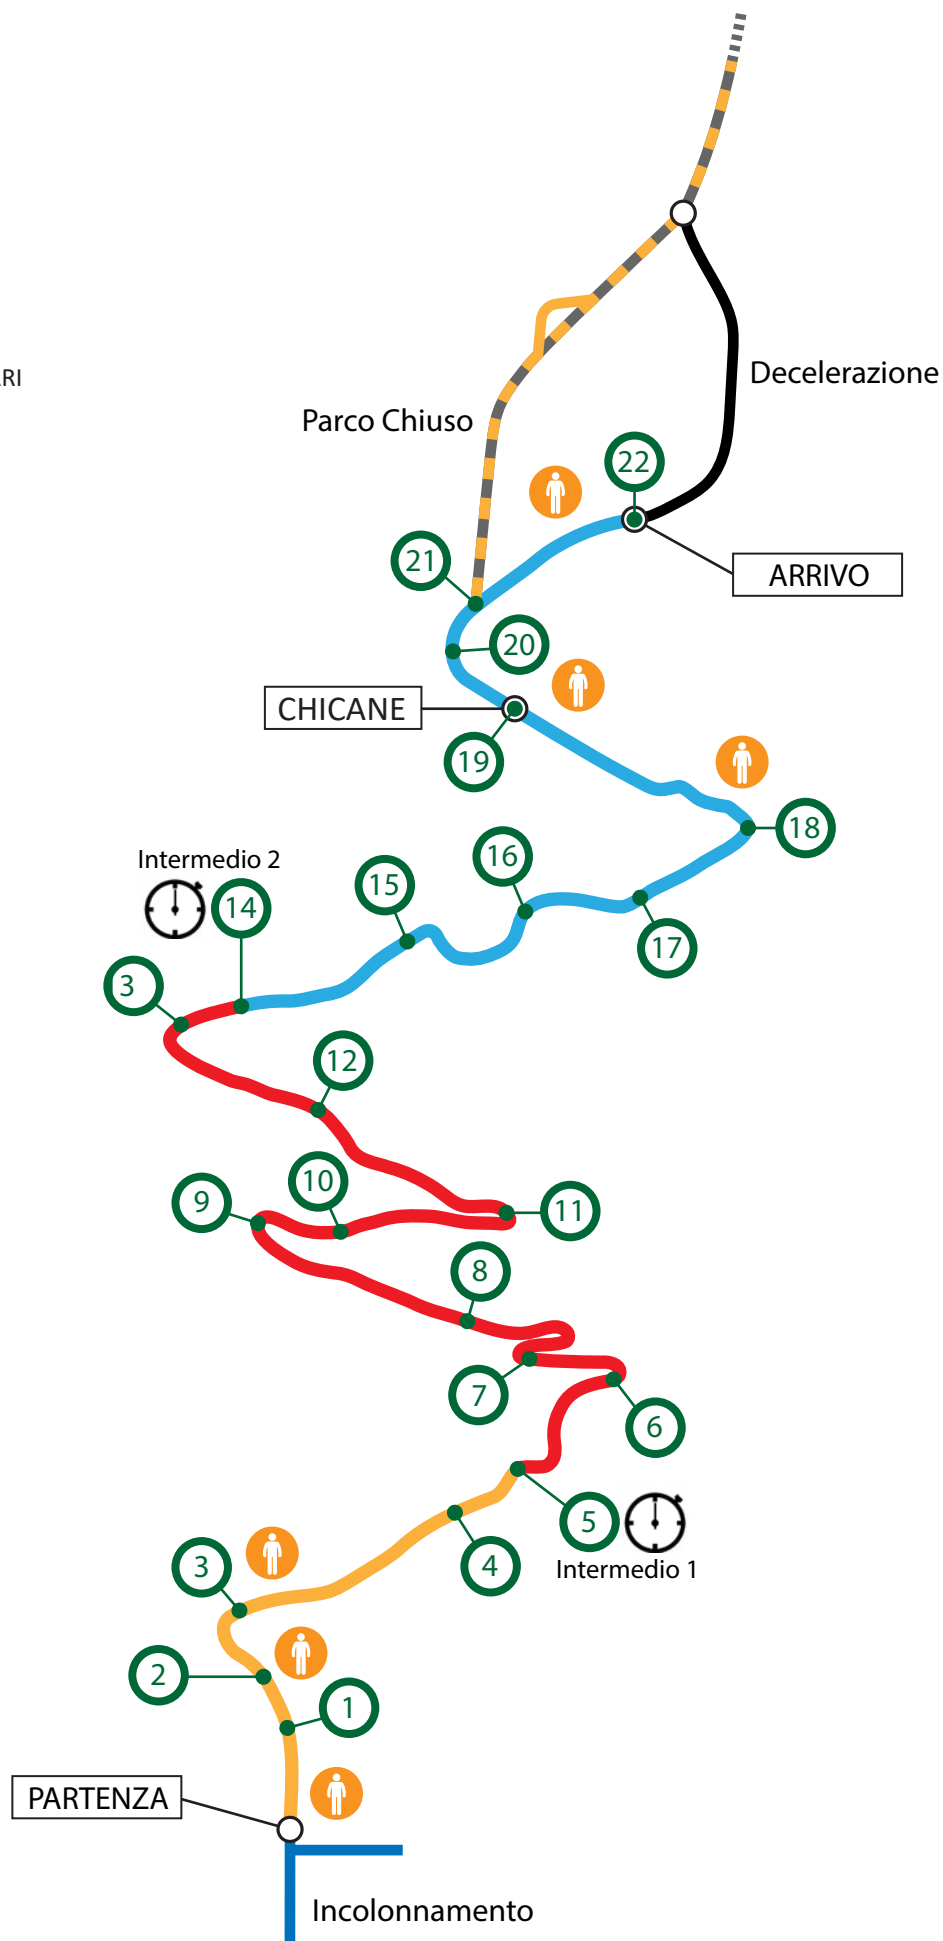 Decelerazione
RI
Parco Chiuso
22
21
ARRIVO
20
CHICANE
19
18
16
Intermedio 2
15
14
17
3
12
10
9
11
8
7
6
5
4
3
Intermedio 1
2
1
PARTENZA
Incolonnamento